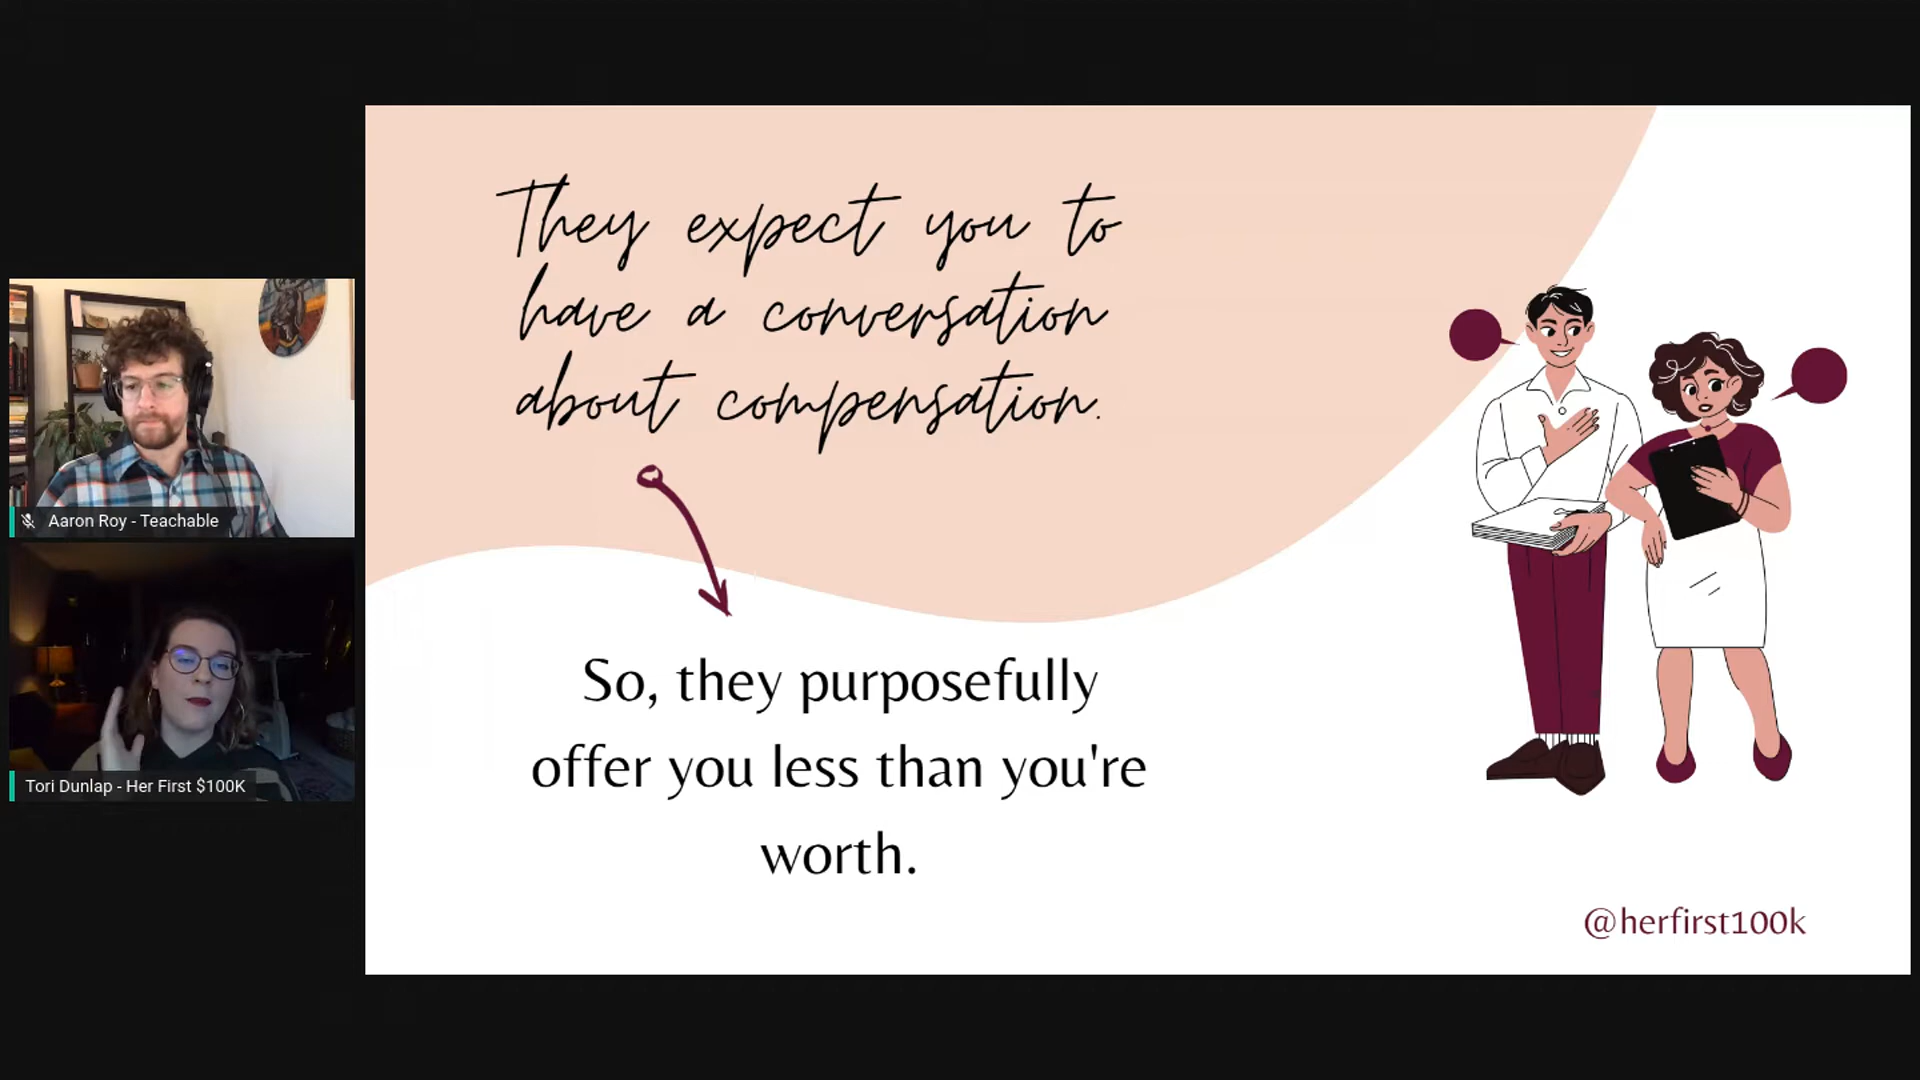 They expect you to
have a conversation
about compensation.
So, they purposefully
offer you less than you're
worth.
@herfirst100k
Aaron Roy - Teachable
Tori Dunlap - Her First $100K